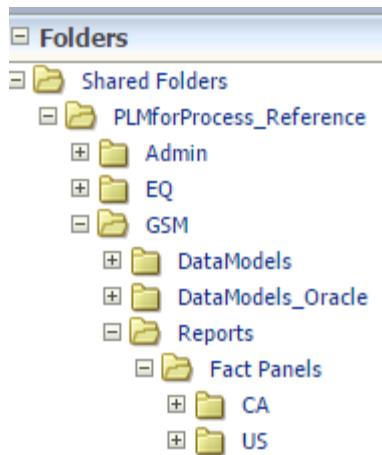 Folders
Shared Folders
PLMforProcess_Reference
Admin
EQ
GSM
DataModels
DataModels_Oracle
Reports
Fact Panels
CA
US